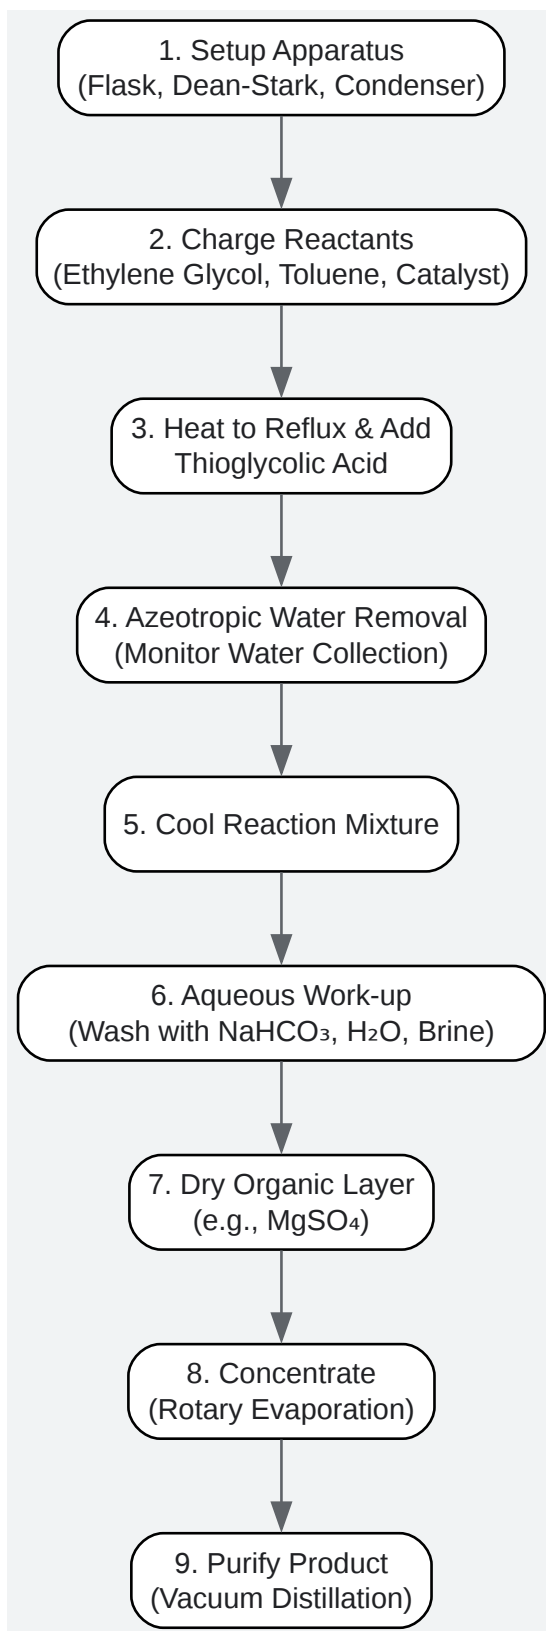 1. Setup Apparatus
(Flask, Dean-Stark, Condenser)
2. Charge Reactants
(Ethylene Glycol, Toluene, Catalyst)
3. Heat to Reflux & Add
Thioglycolic Acid
4. Azeotropic Water Removal
(Monitor Water Collection)
5. Cool Reaction Mixture
6. Aqueous Work-up
(Wash with NaHCO₃, H₂O, Brine)
7. Dry Organic Layer
(e.g., MgSO₄)
8. Concentrate
(Rotary Evaporation)
9. Purify Product
(Vacuum Distillation)